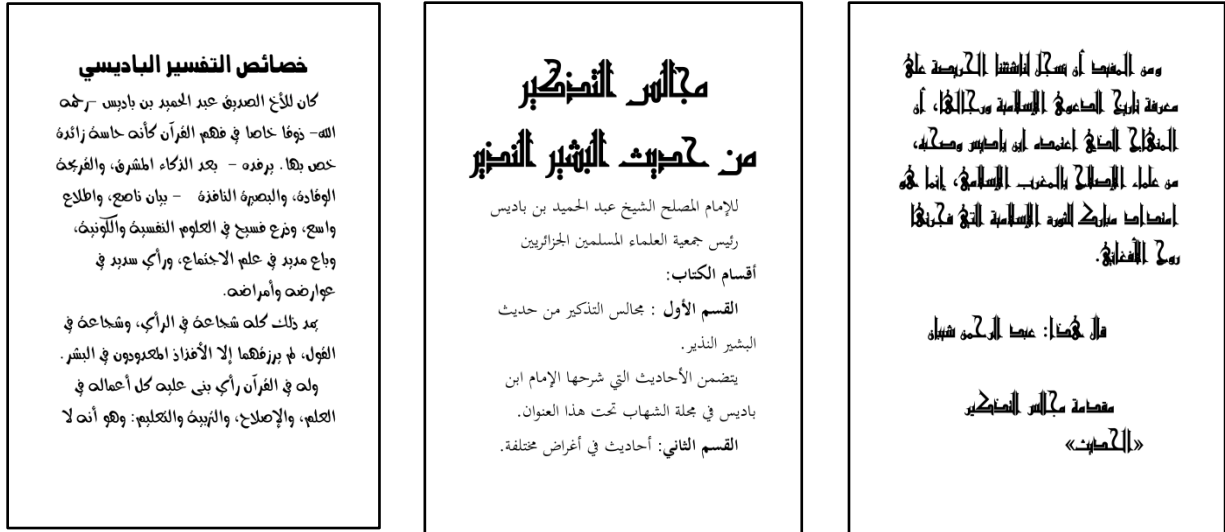 ومن المفيد أن نسجّل لناشئتنا الحريصة على
معرفة تاريخ الدعوى الإسلامية ورجالها، أن
المنهاج الذي اعتمده ابن باديس وصحبه،
من علماء الإصلاح بالمغرب الإسلامي، إنما هو
امتداد مبارك للثورة الإسلامية التي فجّرتها
روح الأفغاني.
قال هذا: عبد الرحمن شيبان
مقدمة مجالس التذكير
«الحديث»
مجالس التذكير
من حديث البشير النذير
للإمام المصلح الشيخ عبد الحميد بن باديس
رئيس جمعية العلماء المسلمين الجزائريين
أقسام الكتاب:
القسم الأول : مجالس التذكير من حديث
البشير النذير.
يتضمن الأحاديث التي شرحها الإمام ابن
باديس في مجلة الشهاب تحت هذا العنوان.
القسم الثاني: أحاديث في أغراض مختلفة.
خصائص التفسير الباديسي
كان للأخ الصديق عبد الحميد بن باديس -رحمه
الله- ذوقا خاصا في فهم القرآن كأنه حاسة زائدة
خص بها. يرفده - بعد الذكاء المشرق، والقريحة
الوقادة، والبصيرة النافذة - بيان ناصع، واطلاع
واسع، وذرع فسيح في العلوم النفسية والكونية،
وباع مديد في علم الاجتماع، ورأي سديد في
عوارضه وأمراضه.
يمد ذلك كله شجاعة في الرأي، وشجاعة في
القول، لم يرزقهما إلا الأفذاذ المعدودون في البشر.
وله في القرآن رأي بنى عليه كل أعماله في
العلم، والإصلاح، والتربية والتعليم: وهو أنه لا